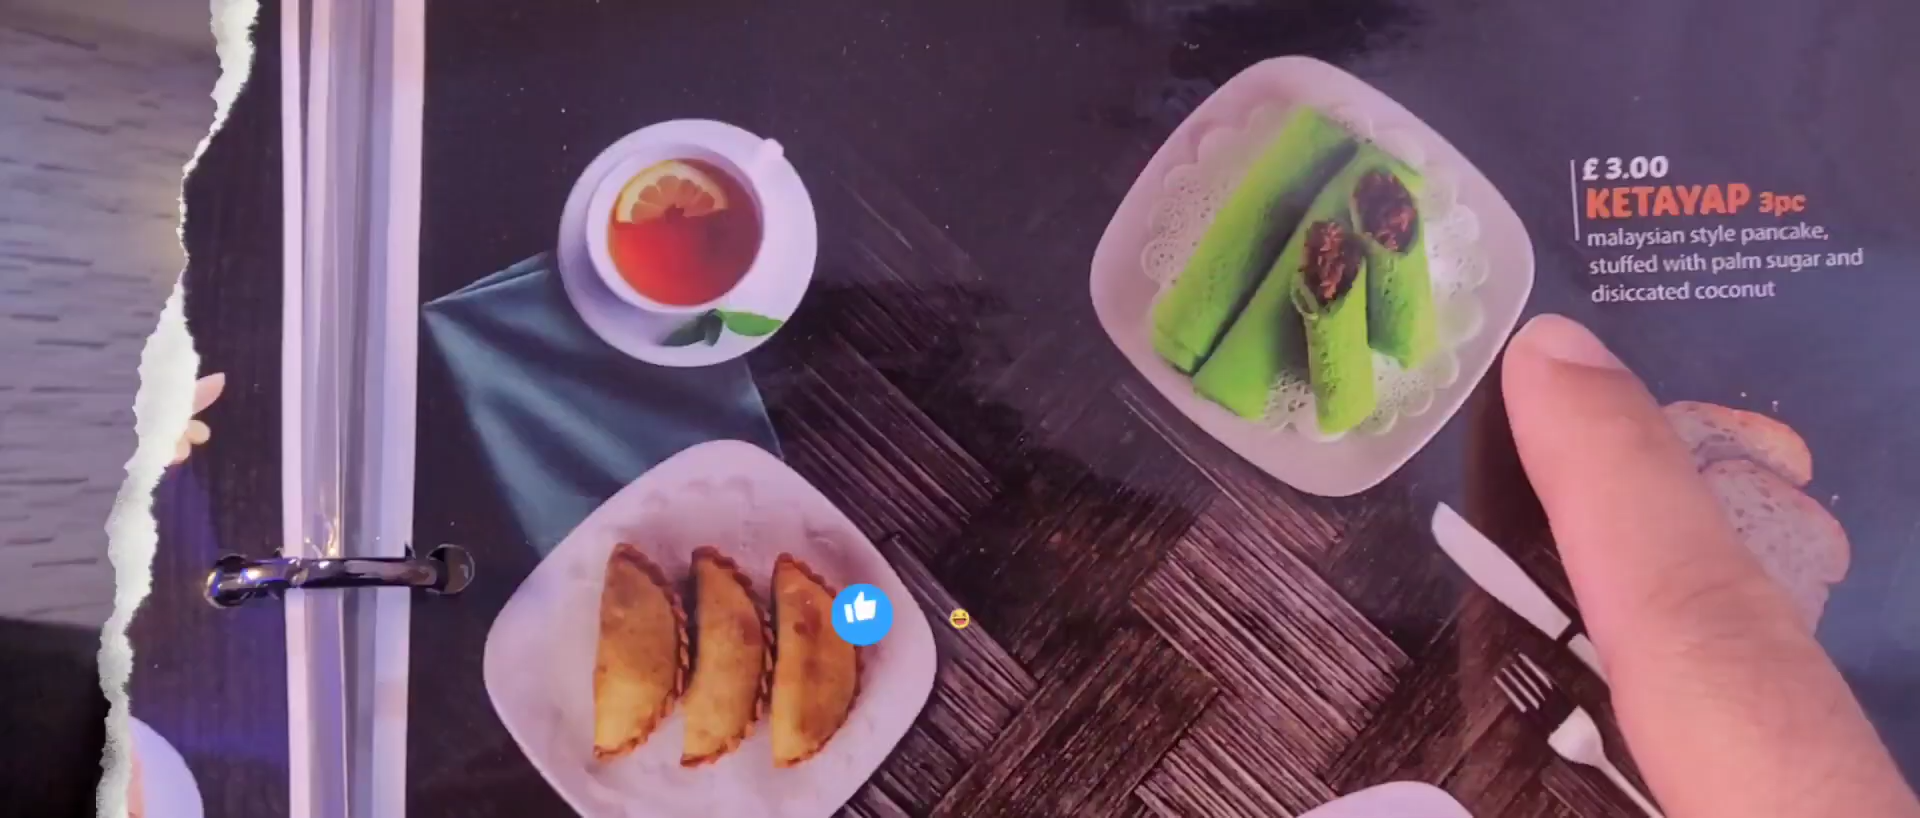 £ 3.00
KETAYAP 3pc
malaysian style pancake,
stuffed with palm sugar and
disiccated coconut